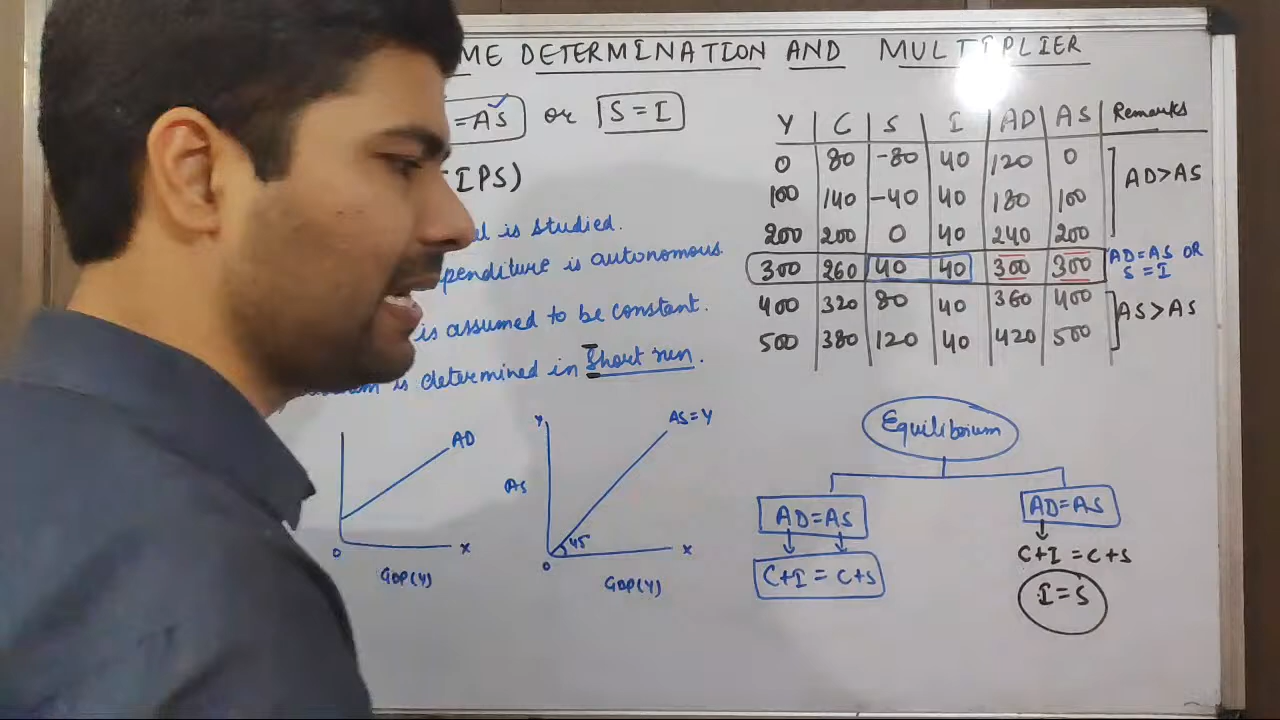 ME DETERMINATION AND MULTIPLIER
=AS or S = I
IPS)
is studied.
penditure is autonomous.
is assumed to be constant.
is determined in Short run.
Y C S I AD AS Remarks
0 80 -80 40 120 0
100 140 -40 40 180 100
200 200 0 40 240 200
AD>AS
300 260 40 40 300 300 AD=AS OR
S = I
400 320 80 40 360 400
500 380 120 40 420 500
AS>AS
AD
O X
GDP(Y)
Y AS=Y
AS
45
O X
GDP(Y)
Equilibrium
AD=AS
C+I = C+S
AD=AS
C+I = C+S
I=S